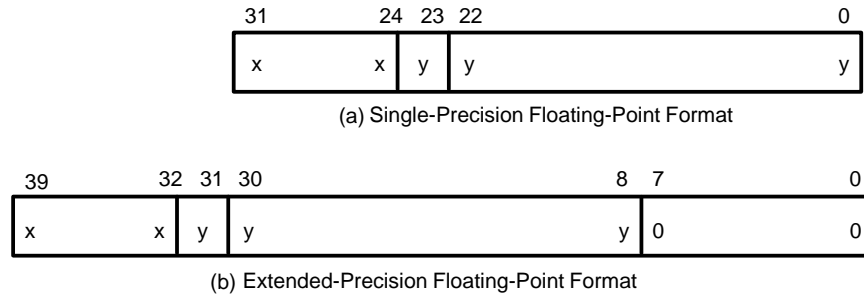 31 24 23 22 0
x x y y y
(a) Single-Precision Floating-Point Format
39 32 31 30 8 7 0
x x y y y 0 0
(b) Extended-Precision Floating-Point Format